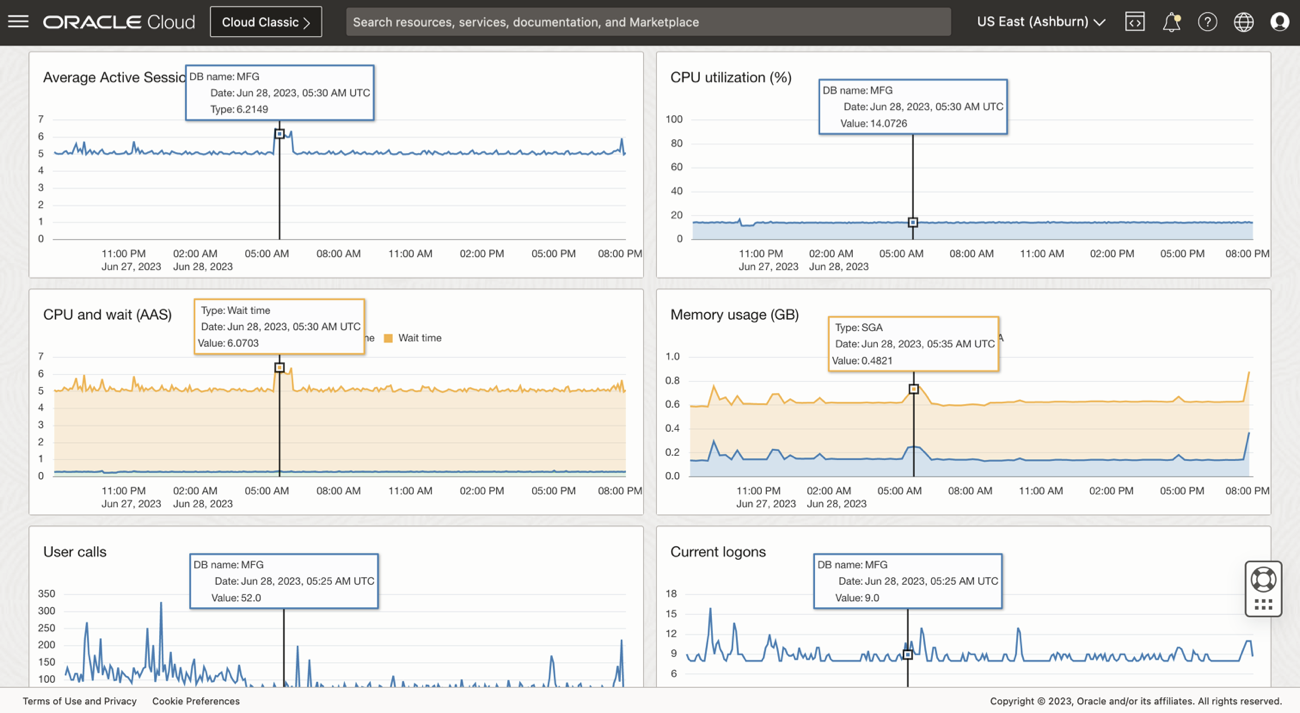 ORACLE Cloud
Cloud Classic >
Search resources, services, documentation, and Marketplace
US East (Ashburn)
Average Active Sessio
DB name: MFG
Date: Jun 28, 2023, 05:30 AM UTC
Type: 6.2149
7
6
5
4
3
2
1
0
11:00 PM 02:00 AM 05:00 AM 08:00 AM 11:00 AM 02:00 PM 05:00 PM 08:00 PM
Jun 27, 2023 Jun 28, 2023
CPU utilization (%)
DB name: MFG
Date: Jun 28, 2023, 05:30 AM UTC
Value: 14.0726
100
80
60
40
20
0
11:00 PM 02:00 AM 05:00 AM 08:00 AM 11:00 AM 02:00 PM 05:00 PM 08:00 PM
Jun 27, 2023 Jun 28, 2023
CPU and wait (AAS)
Type: Wait time
Date: Jun 28, 2023, 05:30 AM UTC
Value: 6.0703
ne Wait time
7
6
5
4
3
2
1
0
11:00 PM 02:00 AM 05:00 AM 08:00 AM 11:00 AM 02:00 PM 05:00 PM 08:00 PM
Jun 27, 2023 Jun 28, 2023
Memory usage (GB)
Type: SGA
Date: Jun 28, 2023, 05:35 AM UTC
Value: 0.4821
A
1.0
0.8
0.6
0.4
0.2
0.0
11:00 PM 02:00 AM 05:00 AM 08:00 AM 11:00 AM 02:00 PM 05:00 PM 08:00 PM
Jun 27, 2023 Jun 28, 2023
User calls
DB name: MFG
Date: Jun 28, 2023, 05:25 AM UTC
Value: 52.0
350
300
250
200
150
100
Current logons
DB name: MFG
Date: Jun 28, 2023, 05:25 AM UTC
Value: 9.0
18
15
12
9
6
Terms of Use and Privacy Cookie Preferences
Copyright © 2023, Oracle and/or its affiliates. All rights reserved.